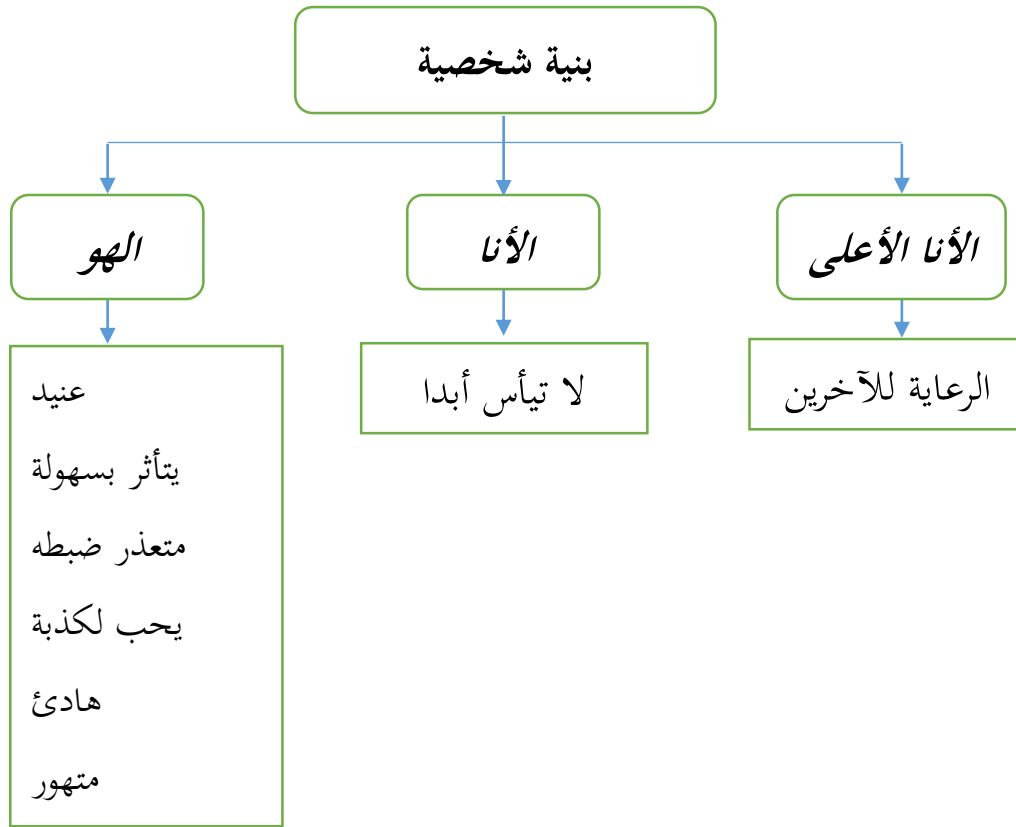 بنية شخصية
الأنا الأعلى
الأنا
الهو
الرعاية للآخرين
لا تيأس أبدا
عنيد
يتأثر بسهولة
متعذر ضبطه
يحب لكذبة
هادئ
متهور